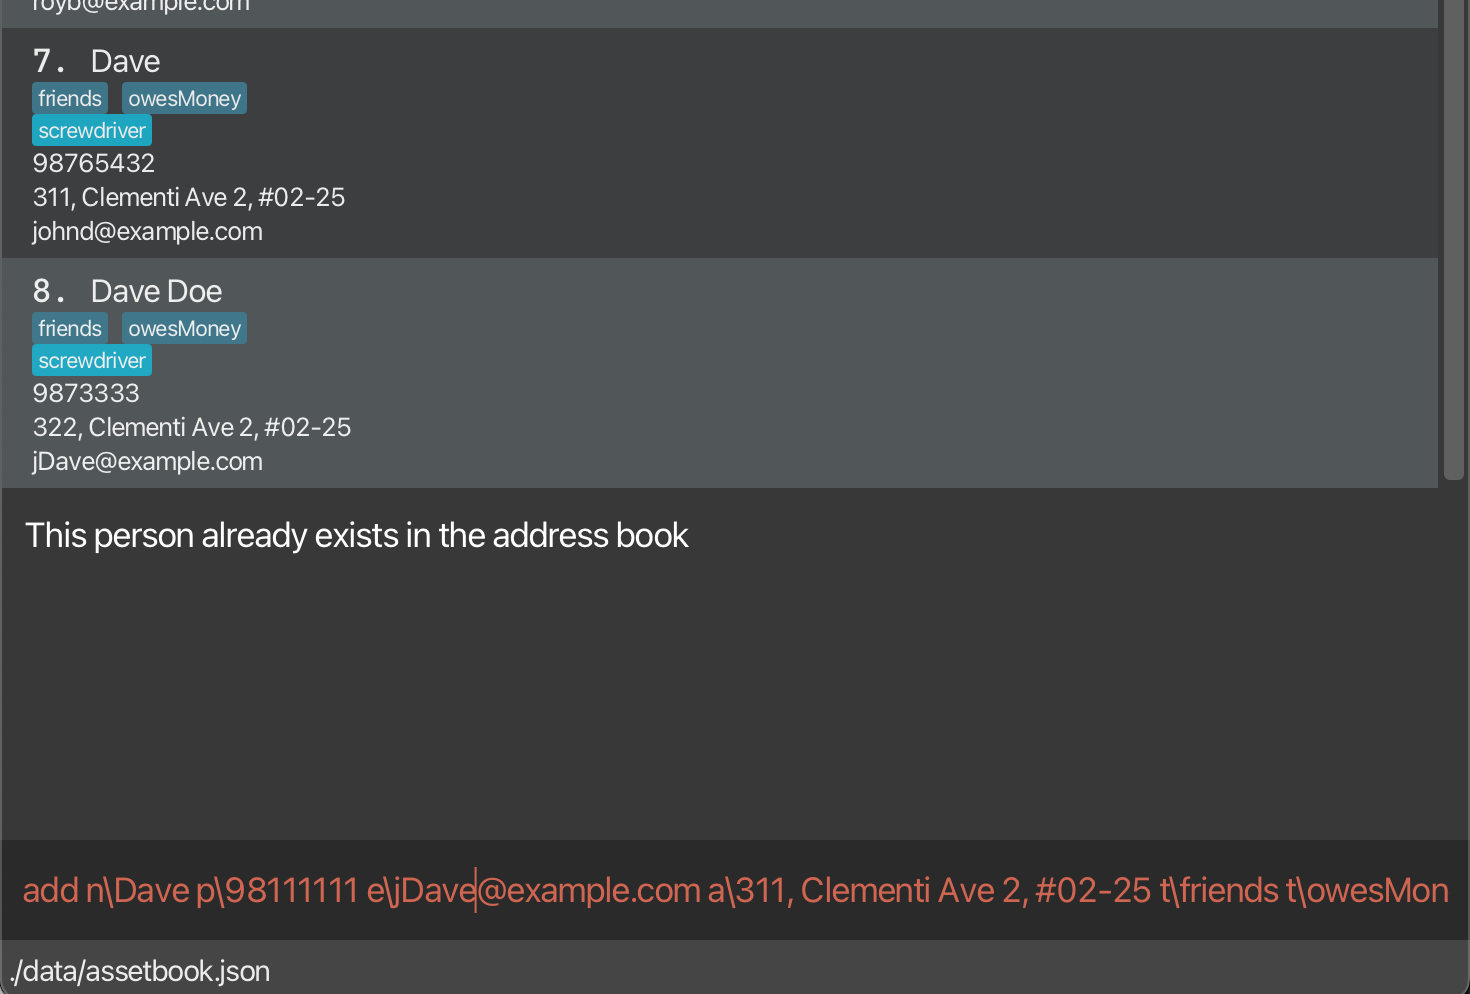 royb@example.com
7. Dave
friends owesMoney
screwdriver
98765432
311, Clementi Ave 2, #02-25
johnd@example.com
8. Dave Doe
friends owesMoney
screwdriver
9873333
322, Clementi Ave 2, #02-25
jDave@example.com
This person already exists in the address book
add n\Dave p\98111111 e\jDave@example.com a\311, Clementi Ave 2, #02-25 t\friends t\owesMon
./data/assetbook.json